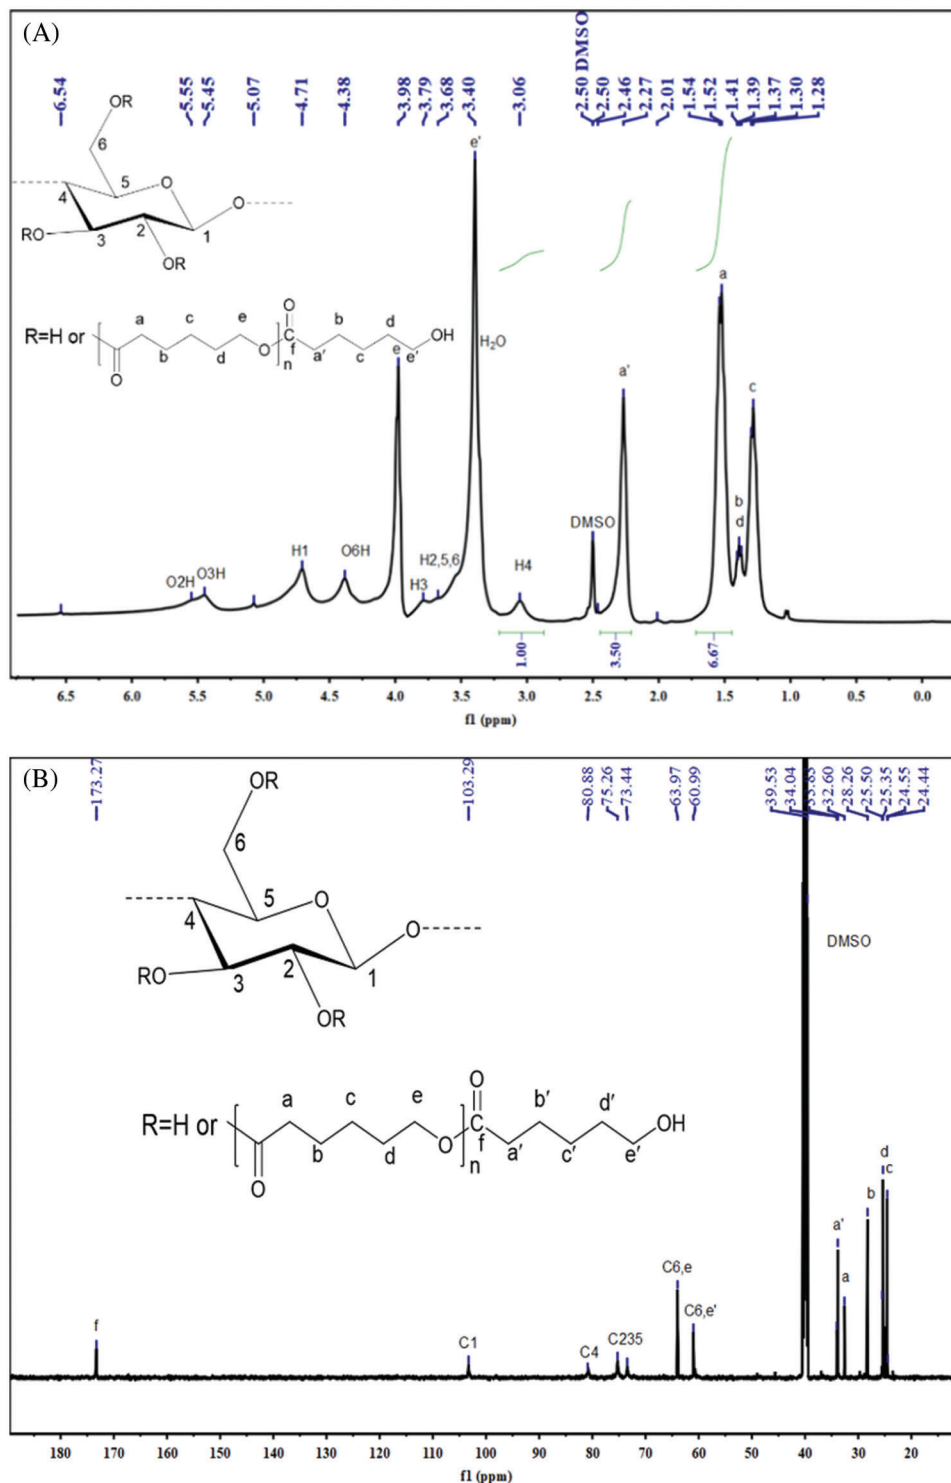 (A)
6.54
5.55
5.45
5.07
4.71
4.38
3.98
3.79
3.68
3.40
3.06
2.50 DMSO
2.50
2.46
2.27
2.01
1.54
1.52
1.41
1.39
1.37
1.30
1.28
OR
6
5
O
4
O
RO
3
2
1
OR
R=H or
a
c
e
O
b
d
OH
b
d
O
n
f
a'
c
e'
O
O2H
O3H
H1
O6H
e
H3
H2,5,6
e'
H₂O
H4
DMSO
a'
a
b
d
c
1.00
3.50
6.67
6.5
6.0
5.5
5.0
4.5
4.0
3.5
3.0
2.5
2.0
1.5
1.0
0.5
0.0
f1 (ppm)
(B)
173.27
103.29
80.88
75.26
73.44
63.97
60.99
39.53
34.04
32.60
28.26
25.50
25.35
24.55
24.44
OR
6
5
O
4
O
RO
3
2
1
OR
R=H or
a
c
e
O
b'
d'
OH
b
d
O
n
C
f
a'
c'
e'
O
f
C1
C4
C235
C6,e
C6,e'
DMSO
a'
a
b
d
c
180
170
160
150
140
130
120
110
100
90
80
70
60
50
40
30
20
f1 (ppm)